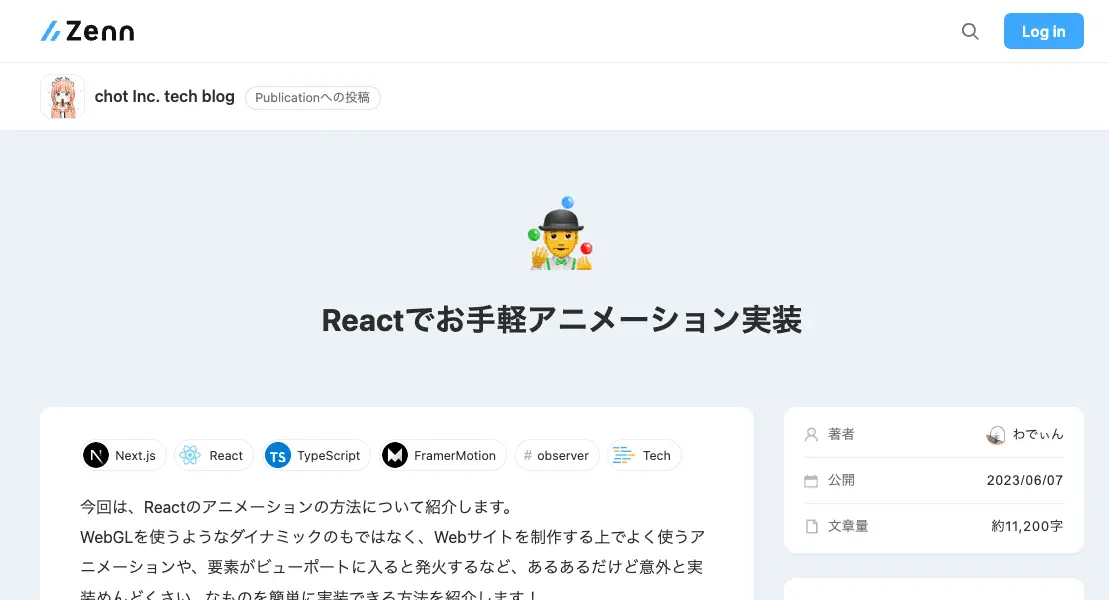 Zenn
Log in
chot Inc. tech blog
Publicationへの投稿
Reactでお手軽アニメーション実装
Next.js
React
TS TypeScript
FramerMotion
# observer
Tech
今回は、Reactのアニメーションの方法について紹介します。
WebGLを使うようなダイナミックのもではなく、Webサイトを制作する上でよく使うア
ニメーションや、要素がビューポートに入ると発火するなど、あるあるだけど意外と実
装めんどくさい、なものを簡単に実装できる方法を紹介します！
著者
わでぃん
公開
2023/06/07
文章量
約11,200字